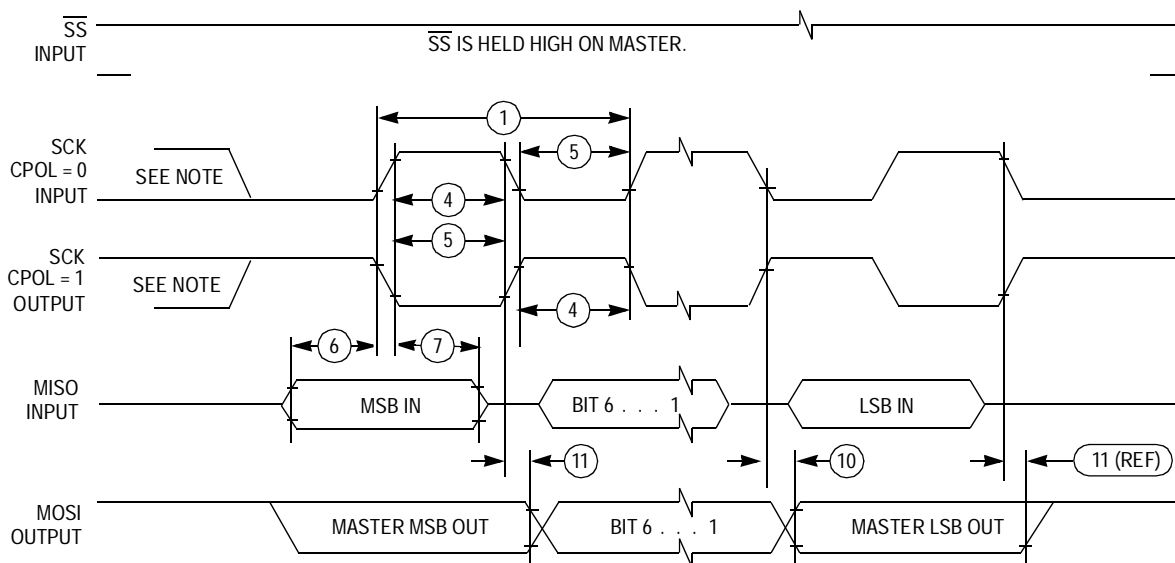 SS
INPUT
SS IS HELD HIGH ON MASTER.
1
SCK
CPOL = 0
INPUT
SEE NOTE
5
4
5
SCK
CPOL = 1
OUTPUT
SEE NOTE
4
6
7
MISO
INPUT
MSB IN
BIT 6 . . . 1
LSB IN
11
10
11 (REF)
MOSI
OUTPUT
MASTER MSB OUT
BIT 6 . . . 1
MASTER LSB OUT